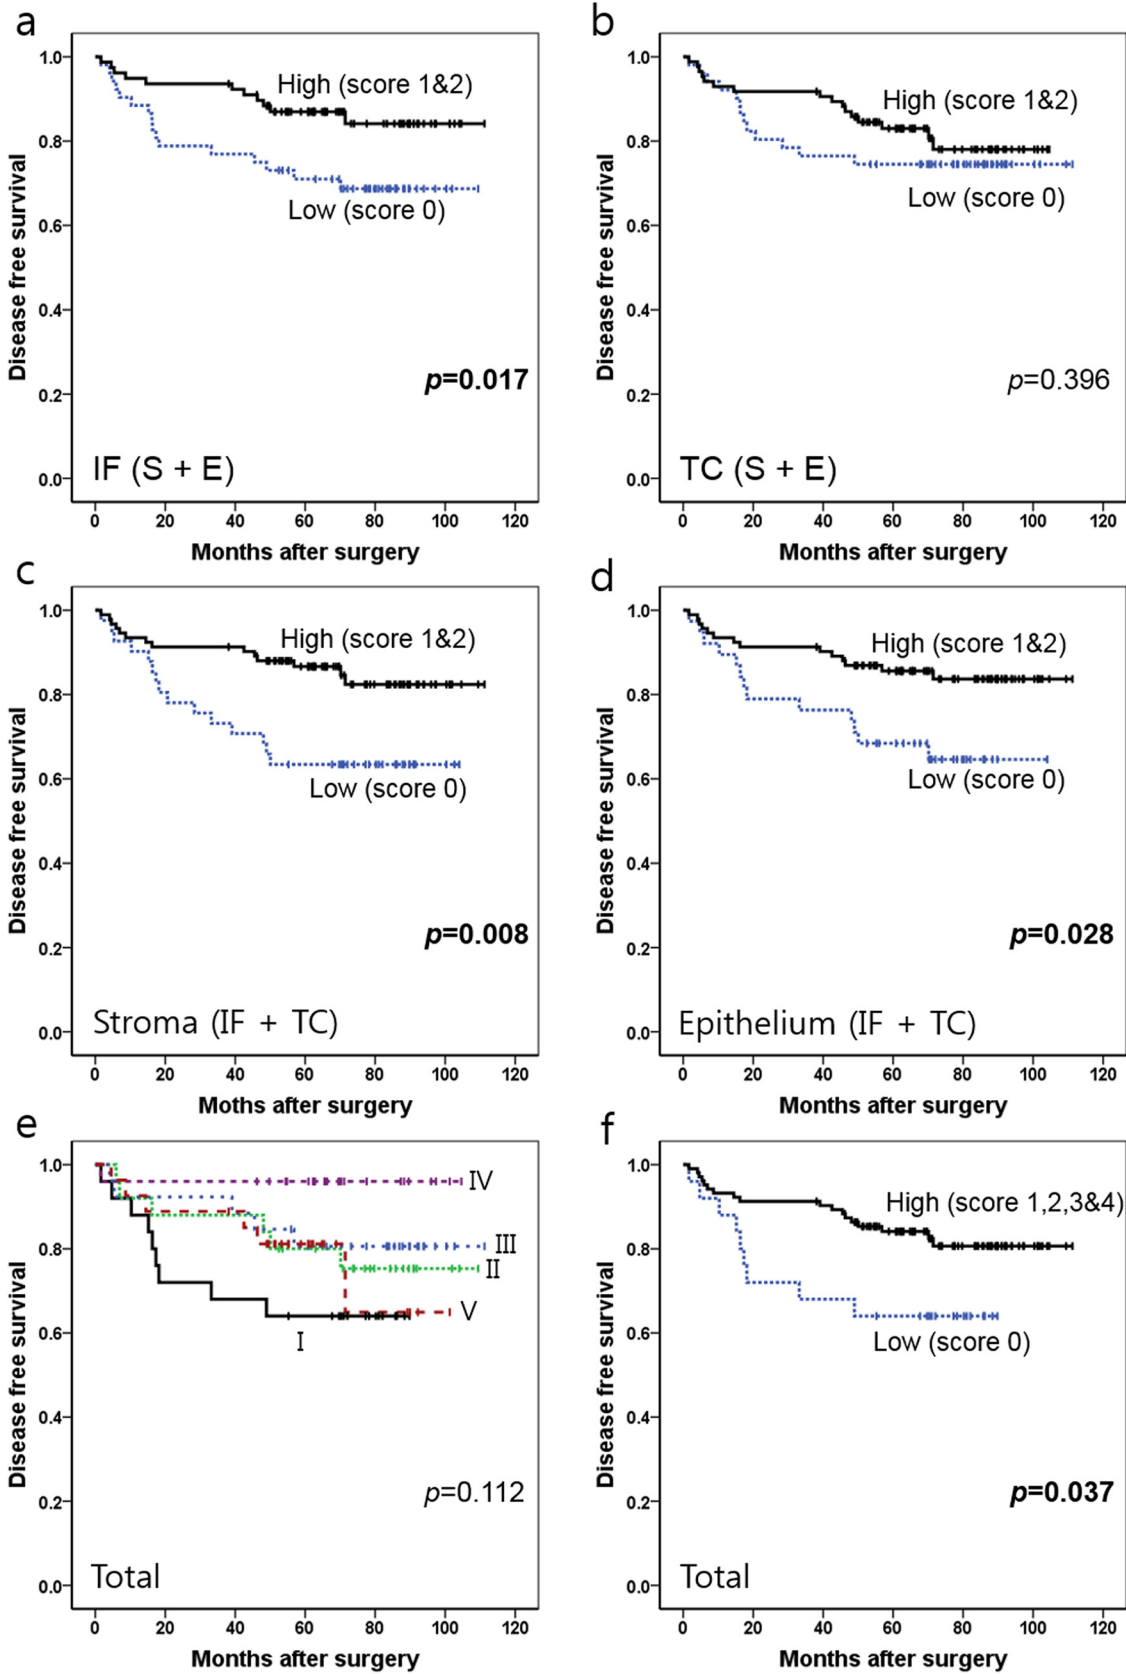 a
1.0
0.8
0.6
0.4
0.2
0.0
Disease free survival
High (score 1&2)
Low (score 0)
p=0.017
IF (S + E)
0 20 40 60 80 100 120
Months after surgery
b
1.0
0.8
0.6
0.4
0.2
0.0
Disease free survival
High (score 1&2)
Low (score 0)
p=0.396
TC (S + E)
0 20 40 60 80 100 120
Months after surgery
c
1.0
0.8
0.6
0.4
0.2
0.0
Disease free survival
High (score 1&2)
Low (score 0)
p=0.008
Stroma (IF + TC)
0 20 40 60 80 100 120
Moths after surgery
d
1.0
0.8
0.6
0.4
0.2
0.0
Disease free survival
High (score 1&2)
Low (score 0)
p=0.028
Epithelium (IF + TC)
0 20 40 60 80 100 120
Months after surgery
e
1.0
0.8
0.6
0.4
0.2
0.0
Disease free survival
IV
III
II
V
I
p=0.112
Total
0 20 40 60 80 100 120
Months after surgery
f
1.0
0.8
0.6
0.4
0.2
0.0
Disease free survival
High (score 1,2,3&4)
Low (score 0)
p=0.037
Total
0 20 40 60 80 100 120
Months after surgery